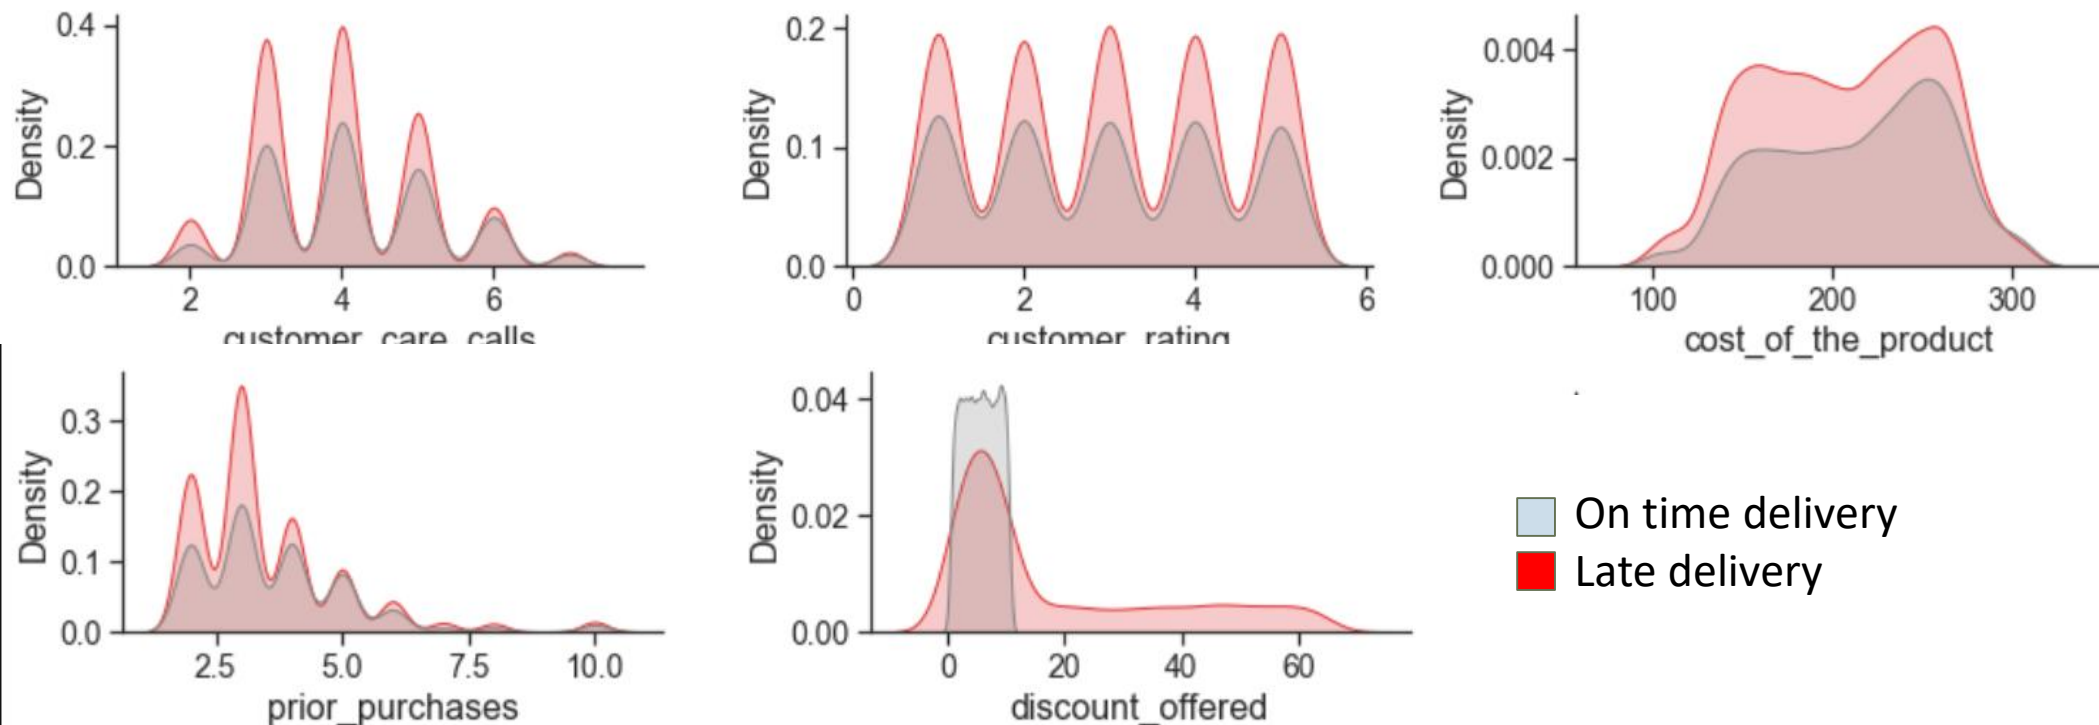 Density
0.4
0.2
0.0
2 4 6
customer_care_calls
Density
0.2
0.1
0.0
0 2 4 6
customer_rating
Density
0.004
0.002
0.000
100 200 300
cost_of_the_product
Density
0.3
0.2
0.1
0.0
2.5 5.0 7.5 10.0
prior_purchases
Density
0.04
0.02
0.00
0 20 40 60
discount_offered
On time delivery
Late delivery